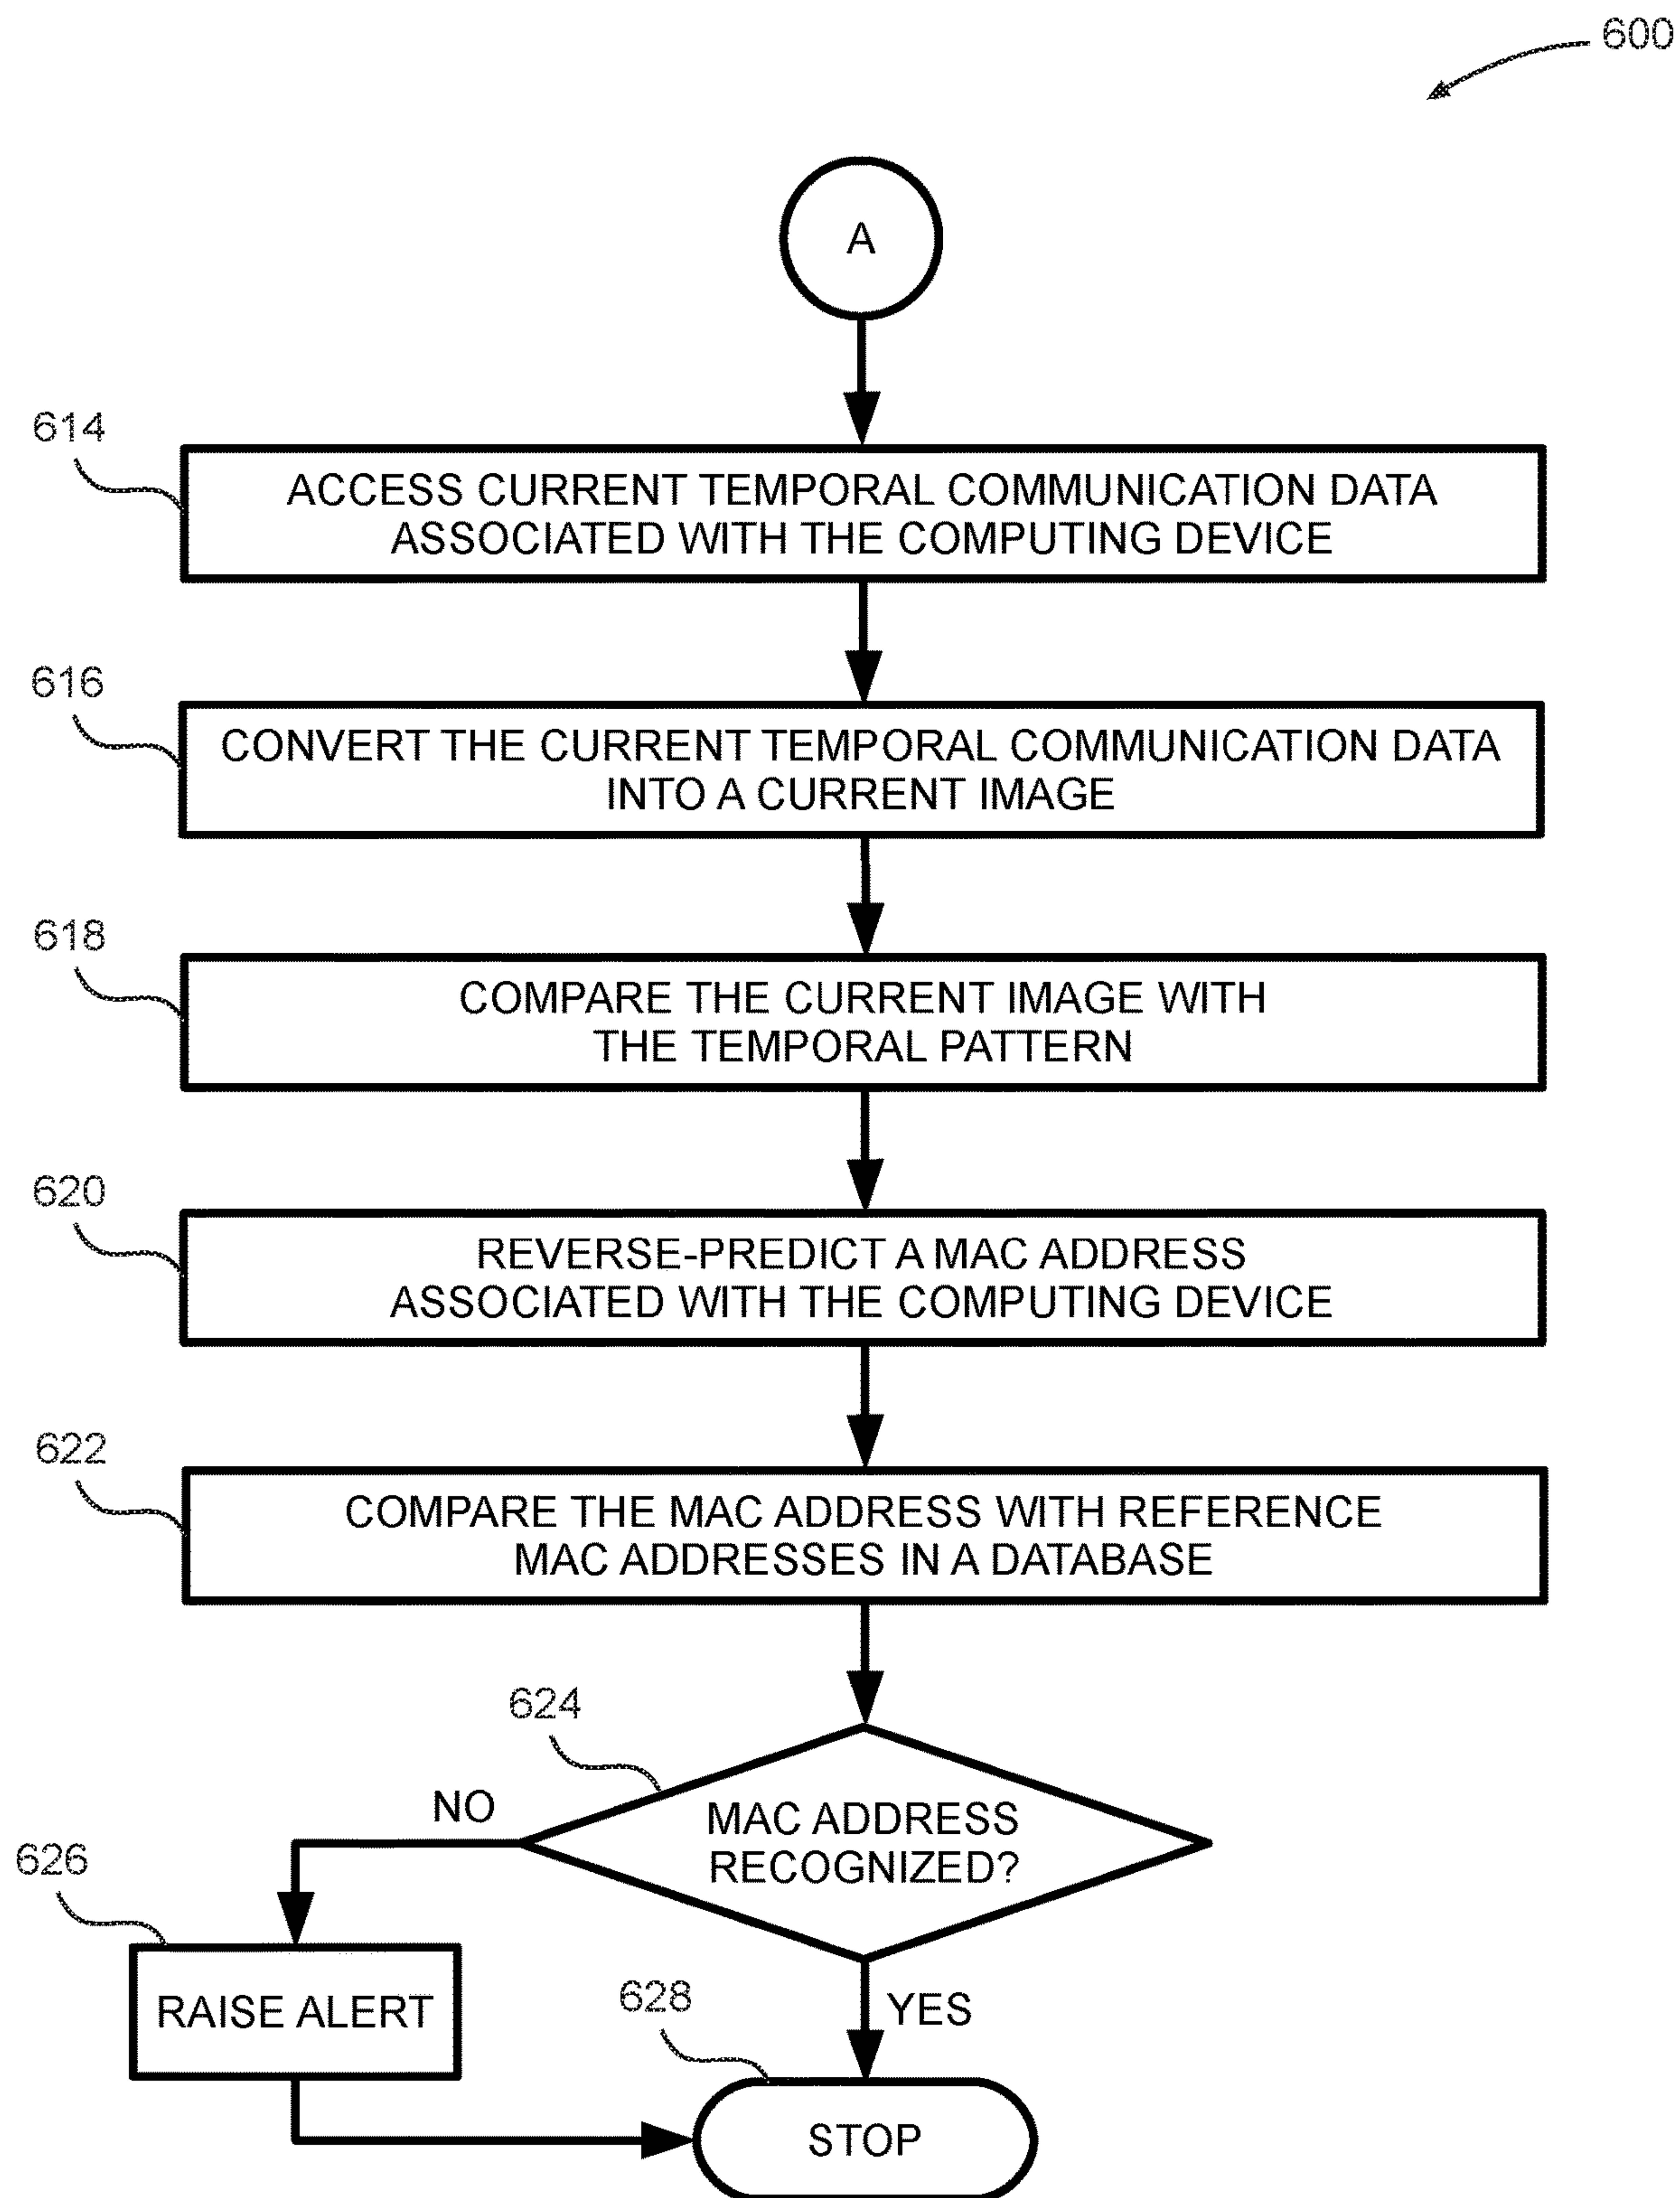 600
A
614
ACCESS CURRENT TEMPORAL COMMUNICATION DATA
ASSOCIATED WITH THE COMPUTING DEVICE
616
CONVERT THE CURRENT TEMPORAL COMMUNICATION DATA
INTO A CURRENT IMAGE
618
COMPARE THE CURRENT IMAGE WITH
THE TEMPORAL PATTERN
620
REVERSE-PREDICT A MAC ADDRESS
ASSOCIATED WITH THE COMPUTING DEVICE
622
COMPARE THE MAC ADDRESS WITH REFERENCE
MAC ADDRESSES IN A DATABASE
624
NO
MAC ADDRESS
RECOGNIZED?
626
RAISE ALERT
628
YES
STOP